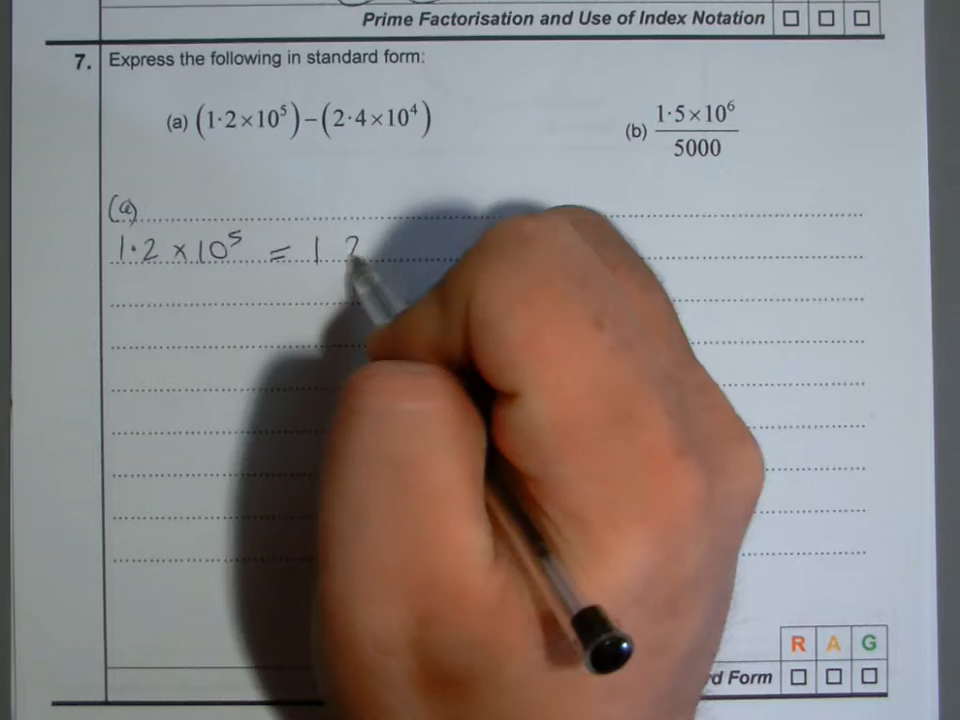 Prime Factorisation and Use of Index Notation
7. Express the following in standard form:
(a) (1·2×10⁵)−(2·4×10⁴)
(b) 1·5×10⁶
5000
(a)
1·2 ×10⁵ = 1 2
R A G
Form